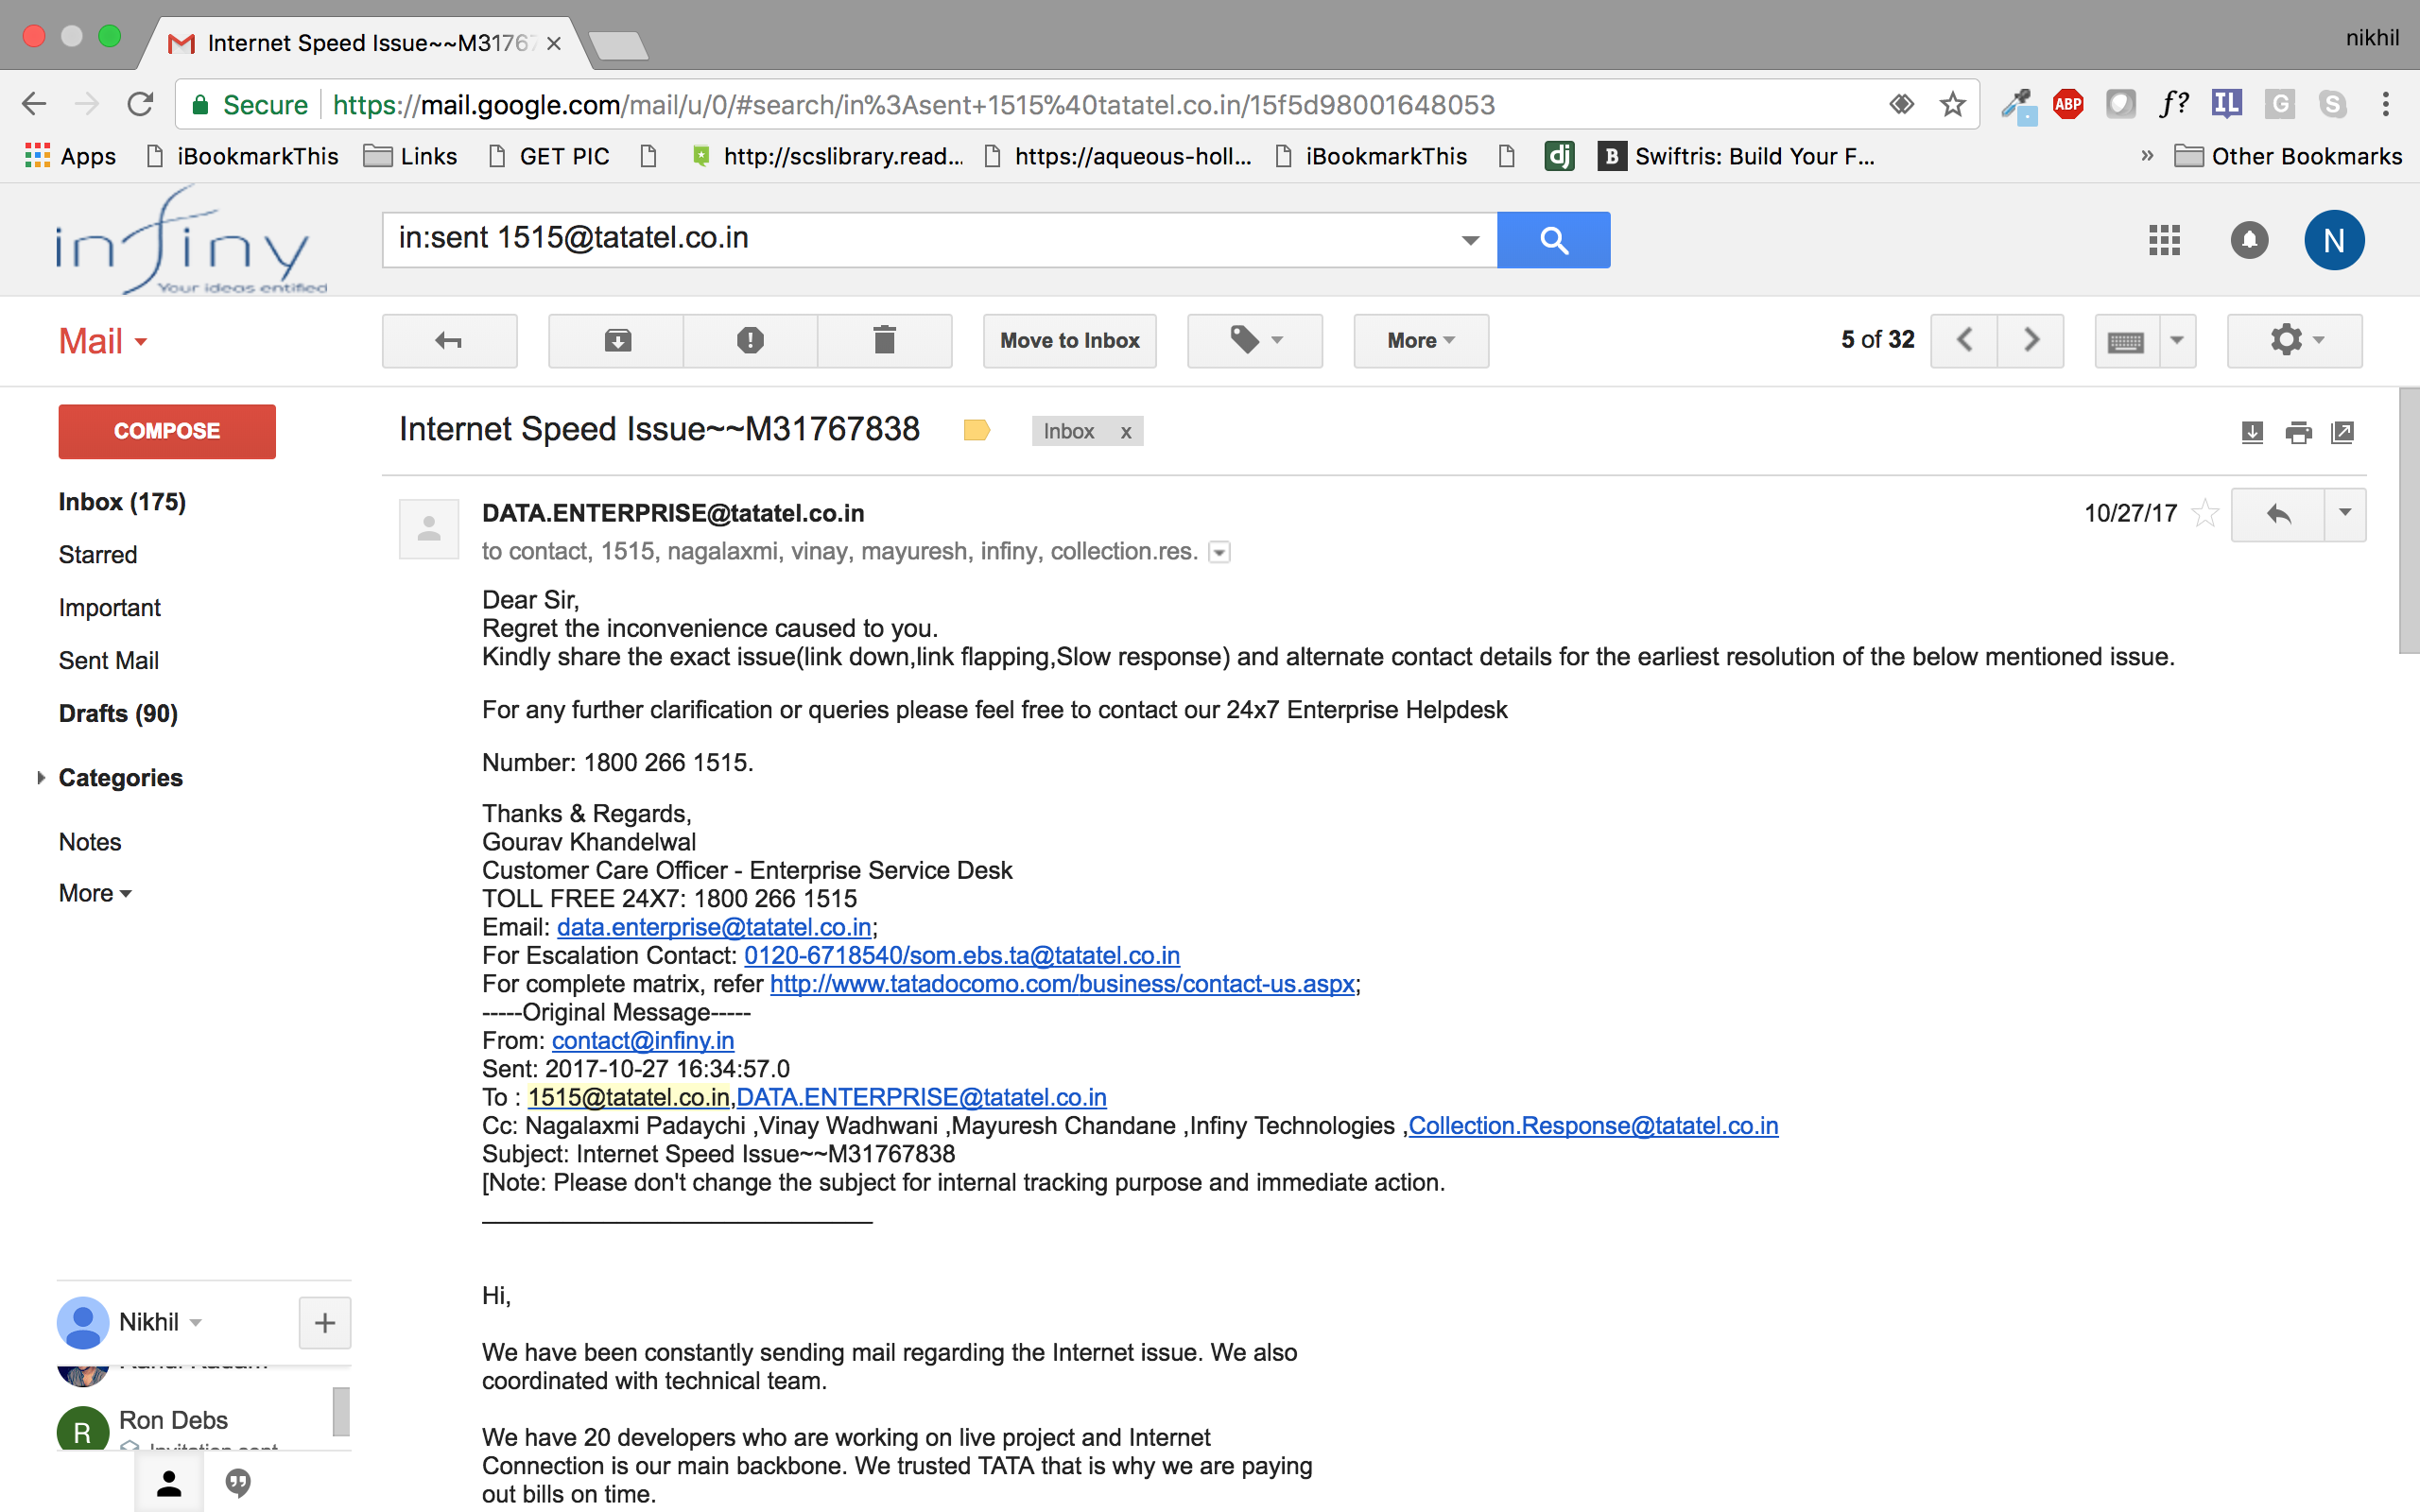 Internet Speed Issue~~M3176
nikhil
Secure https://mail.google.com/mail/u/0/#search/in%3Asent+1515%40tatatel.co.in/15f5d98001648053
ABP
f?
IL
G
S
Apps iBookmarkThis Links GET PIC http://scslibrary.read... https://aqueous-holl... iBookmarkThis dj B Swiftris: Build Your F... » Other Bookmarks
infiny
Your ideas entified
in:sent 1515@tatatel.co.in
N
Mail
Move to Inbox
More
5 of 32
COMPOSE
Inbox (175)
Starred
Important
Sent Mail
Drafts (90)
Categories
Notes
More
Internet Speed Issue~~M31767838
Inbox x
DATA.ENTERPRISE@tatatel.co.in
10/27/17
to contact, 1515, nagalaxmi, vinay, mayuresh, infiny, collection.res.
Dear Sir,
Regret the inconvenience caused to you.
Kindly share the exact issue(link down,link flapping,Slow response) and alternate contact details for the earliest resolution of the below mentioned issue.
For any further clarification or queries please feel free to contact our 24x7 Enterprise Helpdesk
Number: 1800 266 1515.
Thanks & Regards,
Gourav Khandelwal
Customer Care Officer - Enterprise Service Desk
TOLL FREE 24X7: 1800 266 1515
Email: data.enterprise@tatatel.co.in;
For Escalation Contact: 0120-6718540/som.ebs.ta@tatatel.co.in
For complete matrix, refer http://www.tatadocomo.com/business/contact-us.aspx;
-----Original Message-----
From: contact@infiny.in
Sent: 2017-10-27 16:34:57.0
To : 1515@tatatel.co.in,DATA.ENTERPRISE@tatatel.co.in
Cc: Nagalaxmi Padaychi ,Vinay Wadhwani ,Mayuresh Chandane ,Infiny Technologies ,Collection.Response@tatatel.co.in
Subject: Internet Speed Issue~~M31767838
[Note: Please don't change the subject for internal tracking purpose and immediate action.
Hi,
We have been constantly sending mail regarding the Internet issue. We also
coordinated with technical team.
We have 20 developers who are working on live project and Internet
Connection is our main backbone. We trusted TATA that is why we are paying
out bills on time.
Nikhil
R
Ron Debs